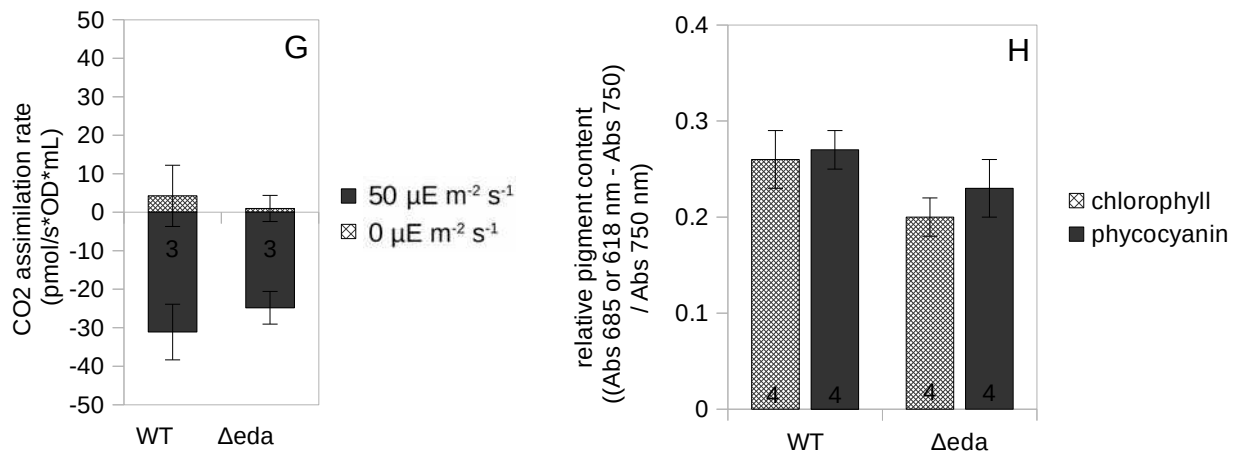 G
CO2 assimilation rate
(pmol/s*OD*mL)
50
40
30
20
10
0
-10
-20
-30
-40
-50
3
3
WT
Δeda
50 µE m-2 s-1
0 µE m-2 s-1
H
relative pigment content
((Abs 685 or 618 nm - Abs 750)
/ Abs 750 nm)
0.4
0.3
0.2
0.1
0
4
4
4
4
WT
Δeda
chlorophyll
phycocyanin